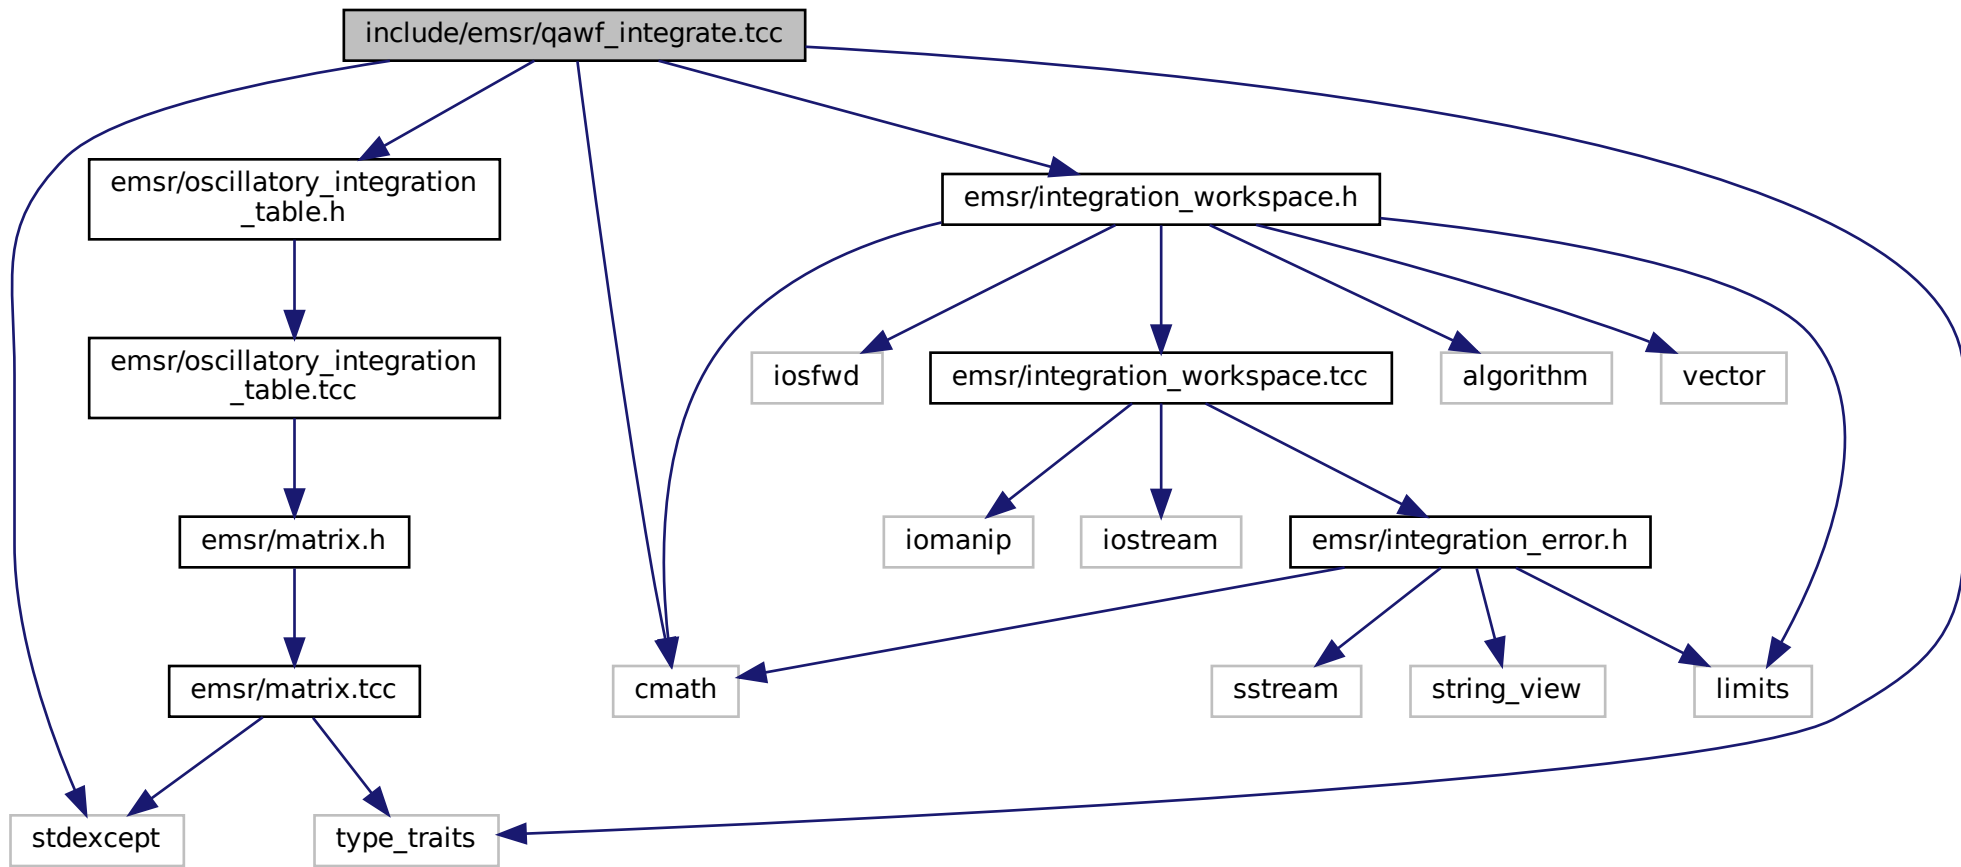 include/emsr/qawf_integrate.tcc
emsr/oscillatory_integration
_table.h
emsr/integration_workspace.h
emsr/oscillatory_integration
_table.tcc
iosfwd
emsr/integration_workspace.tcc
algorithm
vector
emsr/matrix.h
iomanip
iostream
emsr/integration_error.h
emsr/matrix.tcc
cmath
sstream
string_view
limits
stdexcept
type_traits